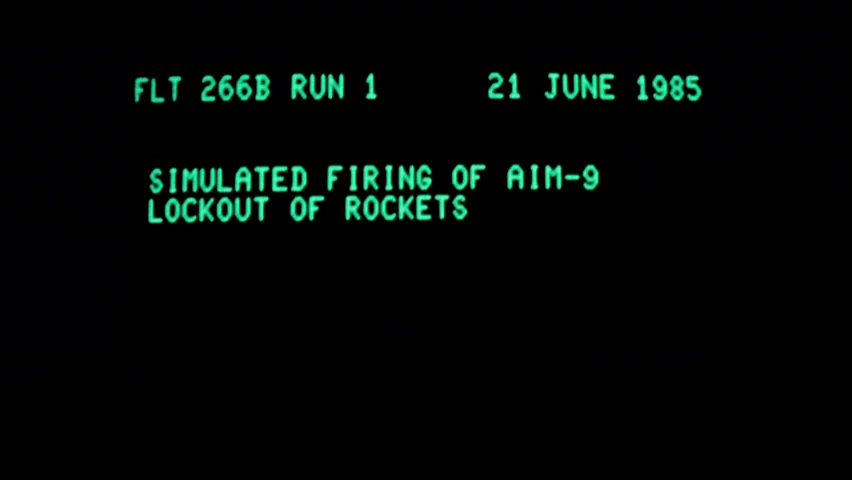 FLT 266B RUN 1 21 JUNE 1985
SIMULATED FIRING OF AIM-9
LOCKOUT OF ROCKETS